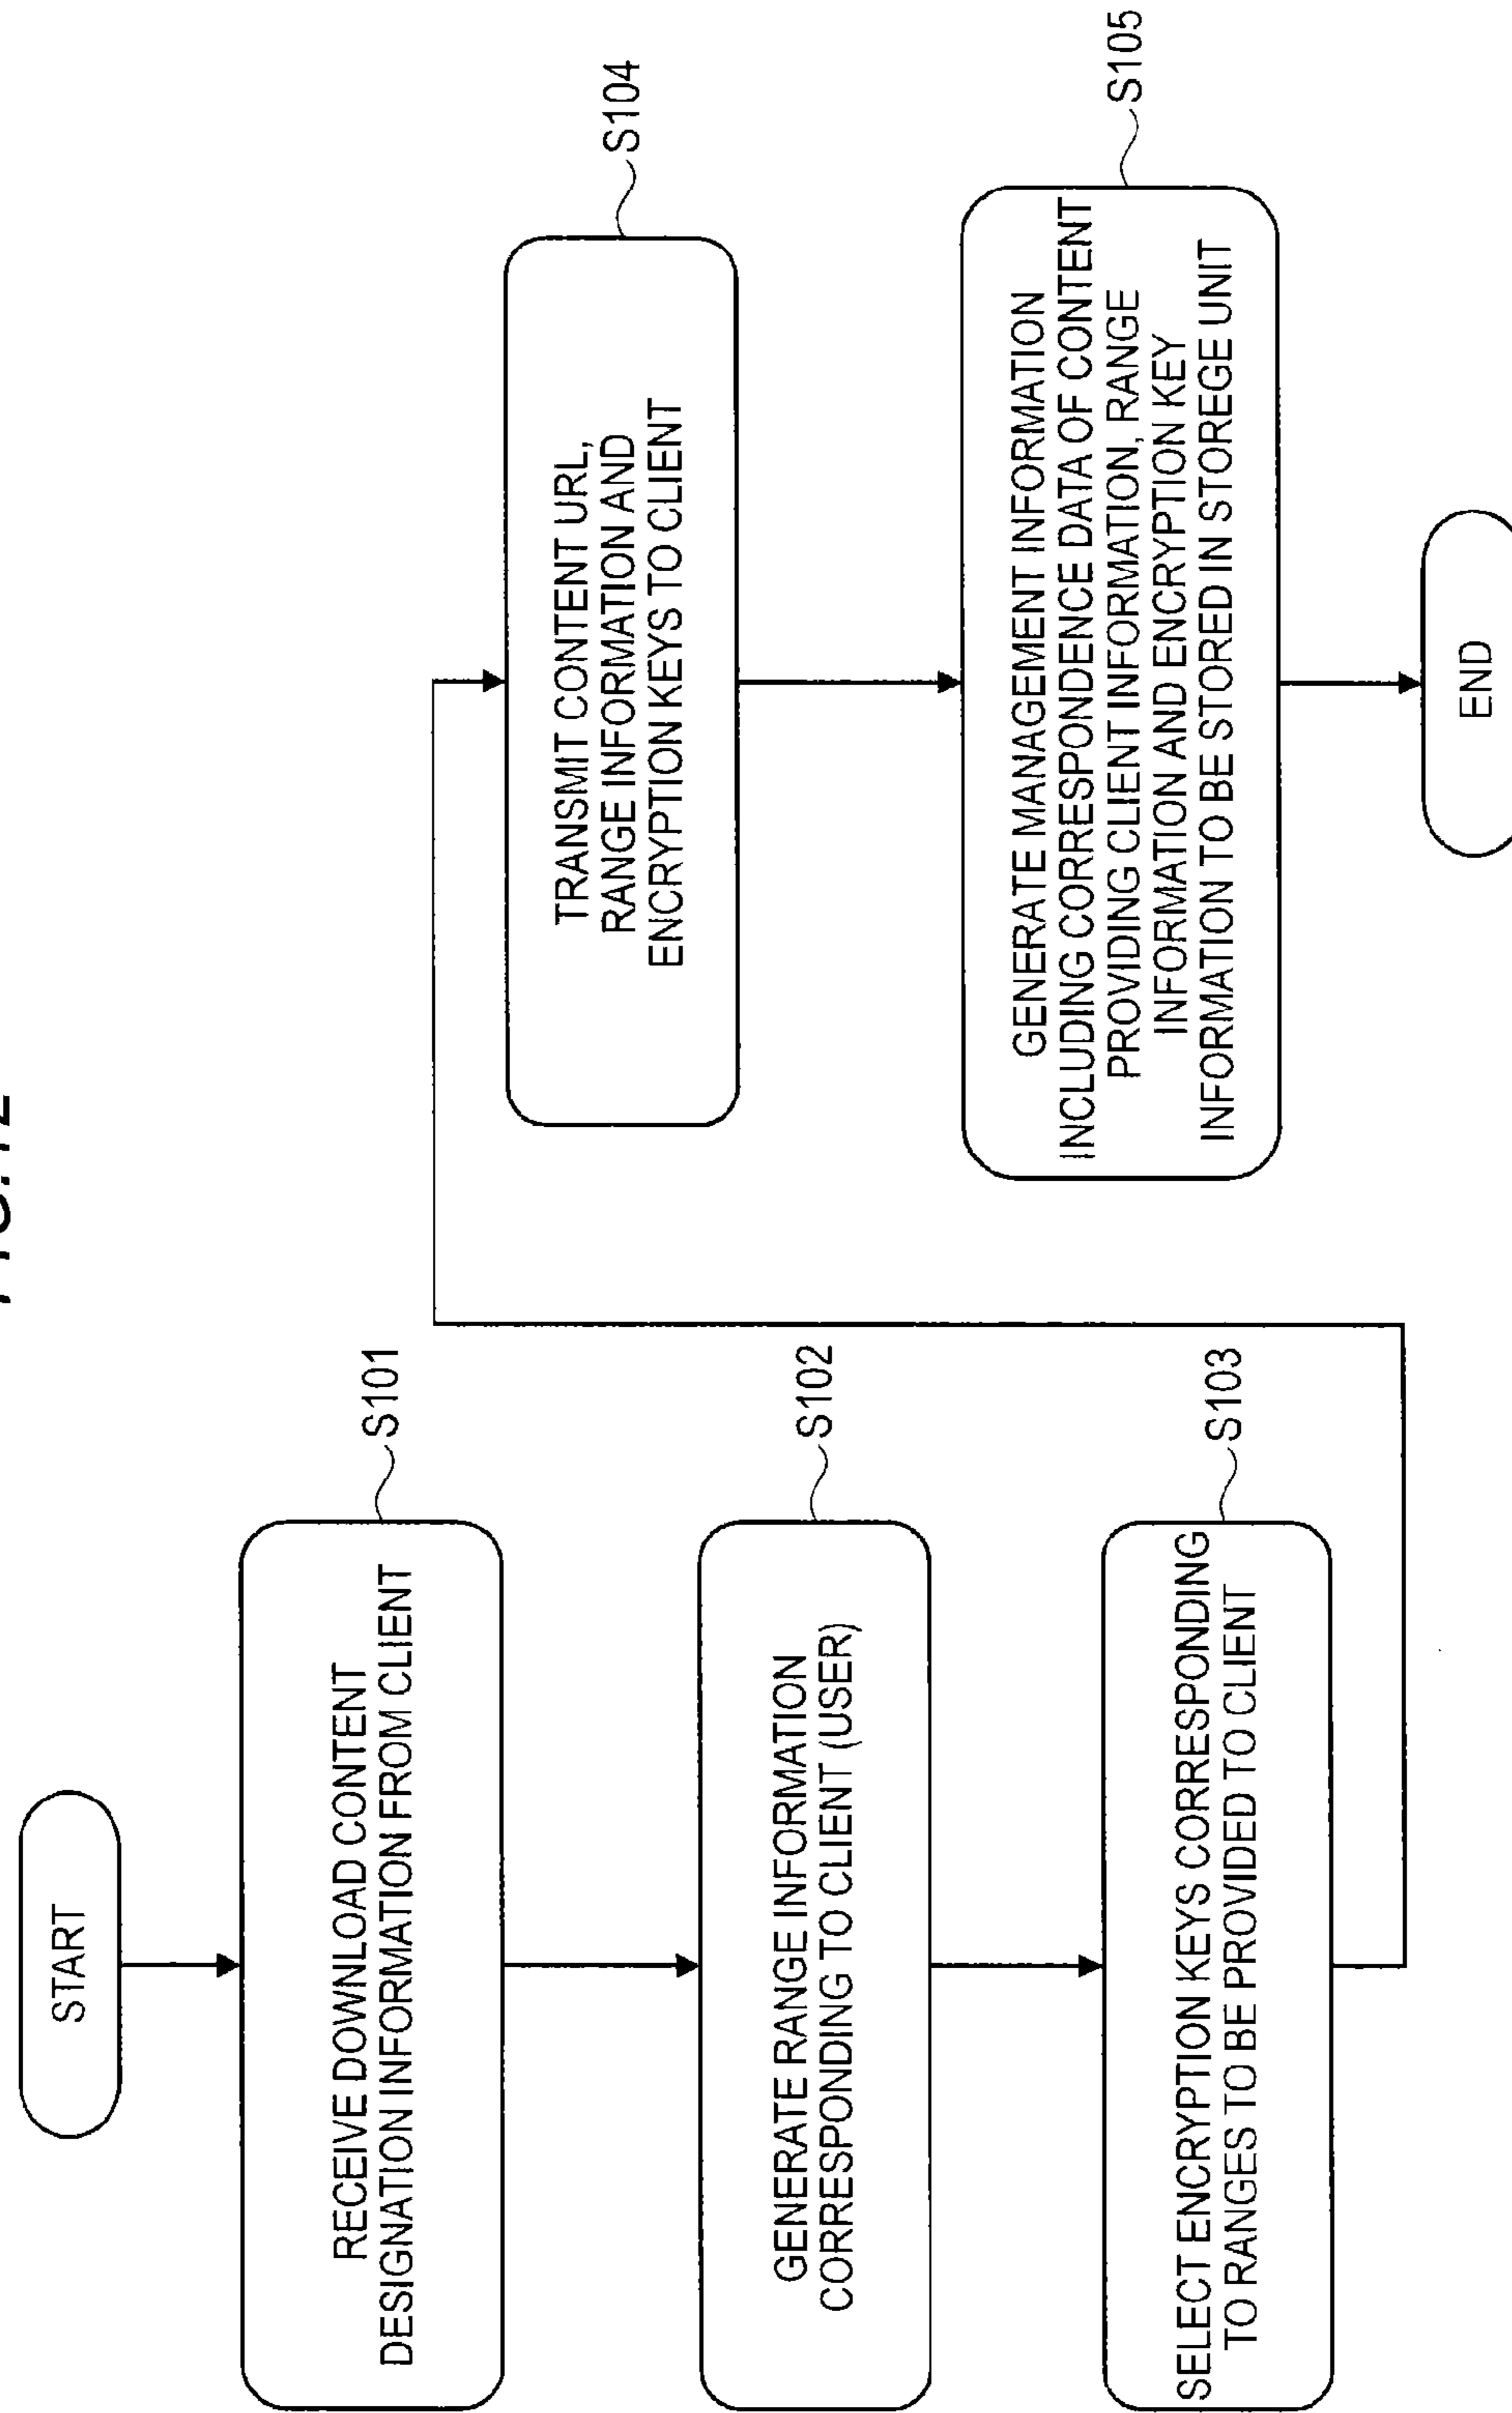 START
RECEIVE DOWNLOAD CONTENT
DESIGNATION INFORMATION FROM CLIENT
S101
GENERATE RANGE INFORMATION
CORRESPONDING TO CLIENT (USER)
S102
SELECT ENCRYPTION KEYS CORRESPONDING
TO RANGES TO BE PROVIDED TO CLIENT
S103
TRANSMIT CONTENT URL,
RANGE INFORMATION AND
ENCRYPTION KEYS TO CLIENT
S104
GENERATE MANAGEMENT INFORMATION
INCLUDING CORRESPONDENCE DATA OF CONTENT
PROVIDING CLIENT INFORMATION, RANGE
INFORMATION AND ENCRYPTION KEY
INFORMATION TO BE STORED IN STOREGE UNIT
S105
END